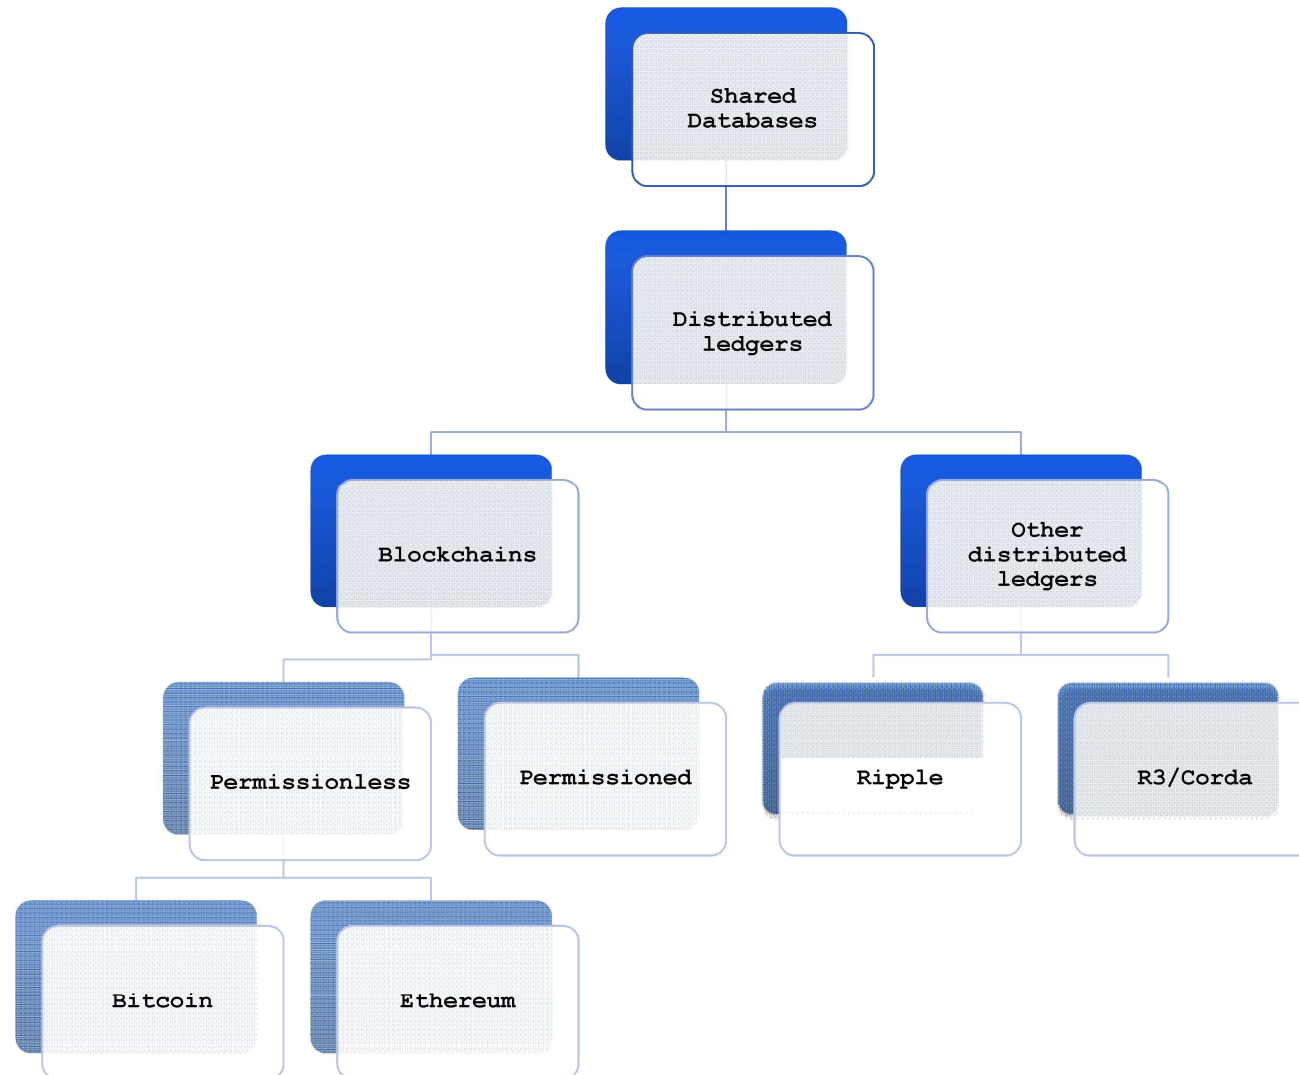 Shared
Databases
Distributed
ledgers
Blockchains
Other
distributed
ledgers
Permissionless
Permissioned
Ripple
R3/Corda
Bitcoin
Ethereum